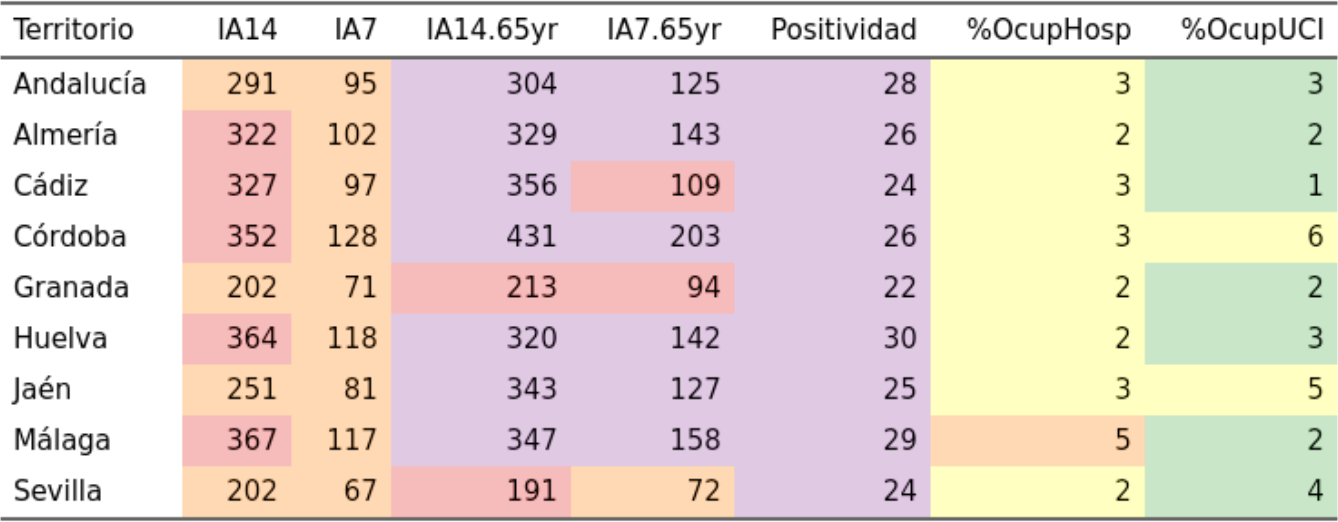 Territorio IA14 IA7 IA14.65yr IA7.65yr Positividad %OcupHosp %OcupUCI
Andalucía 291 95 304 125 28 3 3
Almería 322 102 329 143 26 2 2
Cádiz 327 97 356 109 24 3 1
Córdoba 352 128 431 203 26 3 6
Granada 202 71 213 94 22 2 2
Huelva 364 118 320 142 30 2 3
Jaén 251 81 343 127 25 3 5
Málaga 367 117 347 158 29 5 2
Sevilla 202 67 191 72 24 2 4